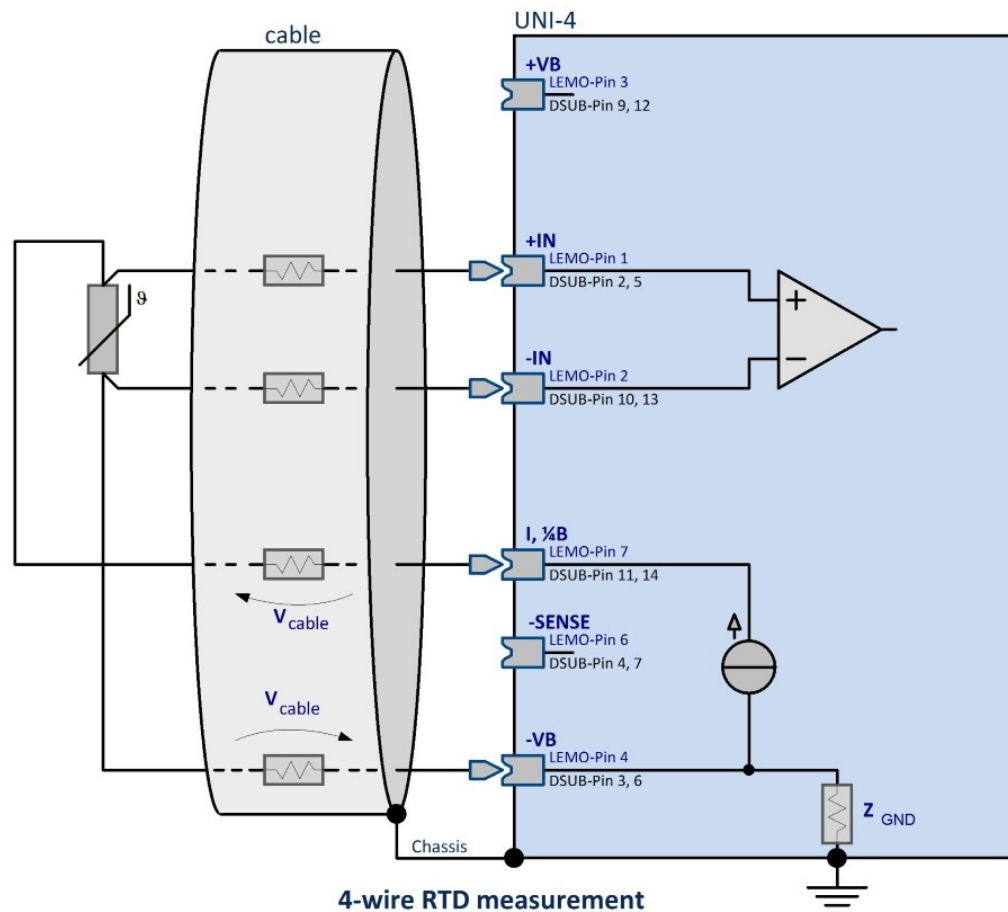 cable
UNI-4
+VB
LEMO-Pin 3
DSUB-Pin 9, 12
+IN
LEMO-Pin 1
DSUB-Pin 2, 5
ϑ
-IN
LEMO-Pin 2
DSUB-Pin 10, 13
I, ¼B
LEMO-Pin 7
DSUB-Pin 11, 14
V cable
-SENSE
LEMO-Pin 6
DSUB-Pin 4, 7
V cable
-VB
LEMO-Pin 4
DSUB-Pin 3, 6
Z GND
Chassis
4-wire RTD measurement